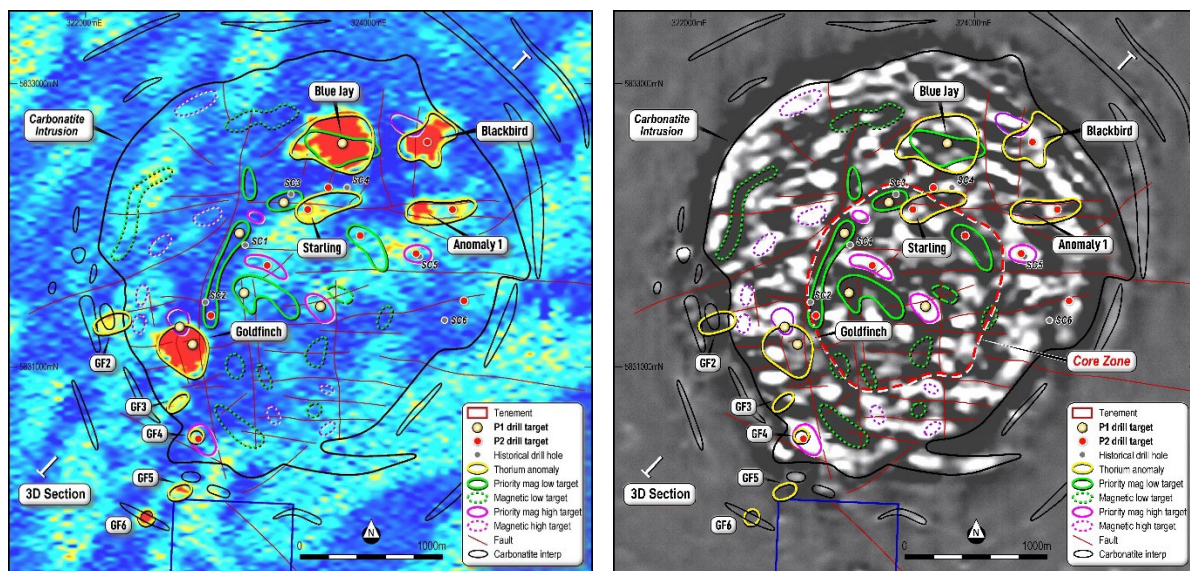 322000mE
324000mE
5833000mN
Blue Jay
Carbonatite
Intrusion
Blackbird
SC3
SC4
Starling
Anomaly 1
SC1
SC5
SC2
SC6
Goldfinch
GF2
5831000mN
GF3
GF4
GF5
3D Section
GF6
Tenement
P1 drill target
P2 drill target
Historical drill hole
Thorium anomaly
Priority mag low target
Magnetic low target
Priority mag high target
Magnetic high target
Fault
Carbonatite interp
N
0
1000m
322000mE
324000mE
5833000mN
Blue Jay
Carbonatite
Intrusion
Blackbird
SC3
SC4
Starling
Anomaly 1
SC1
SC5
SC2
SC6
Goldfinch
GF2
5831000mN
Core Zone
GF3
GF4
GF5
3D Section
GF6
Tenement
P1 drill target
P2 drill target
Historical drill hole
Thorium anomaly
Priority mag low target
Magnetic low target
Priority mag high target
Magnetic high target
Fault
Carbonatite interp
N
0
1000m